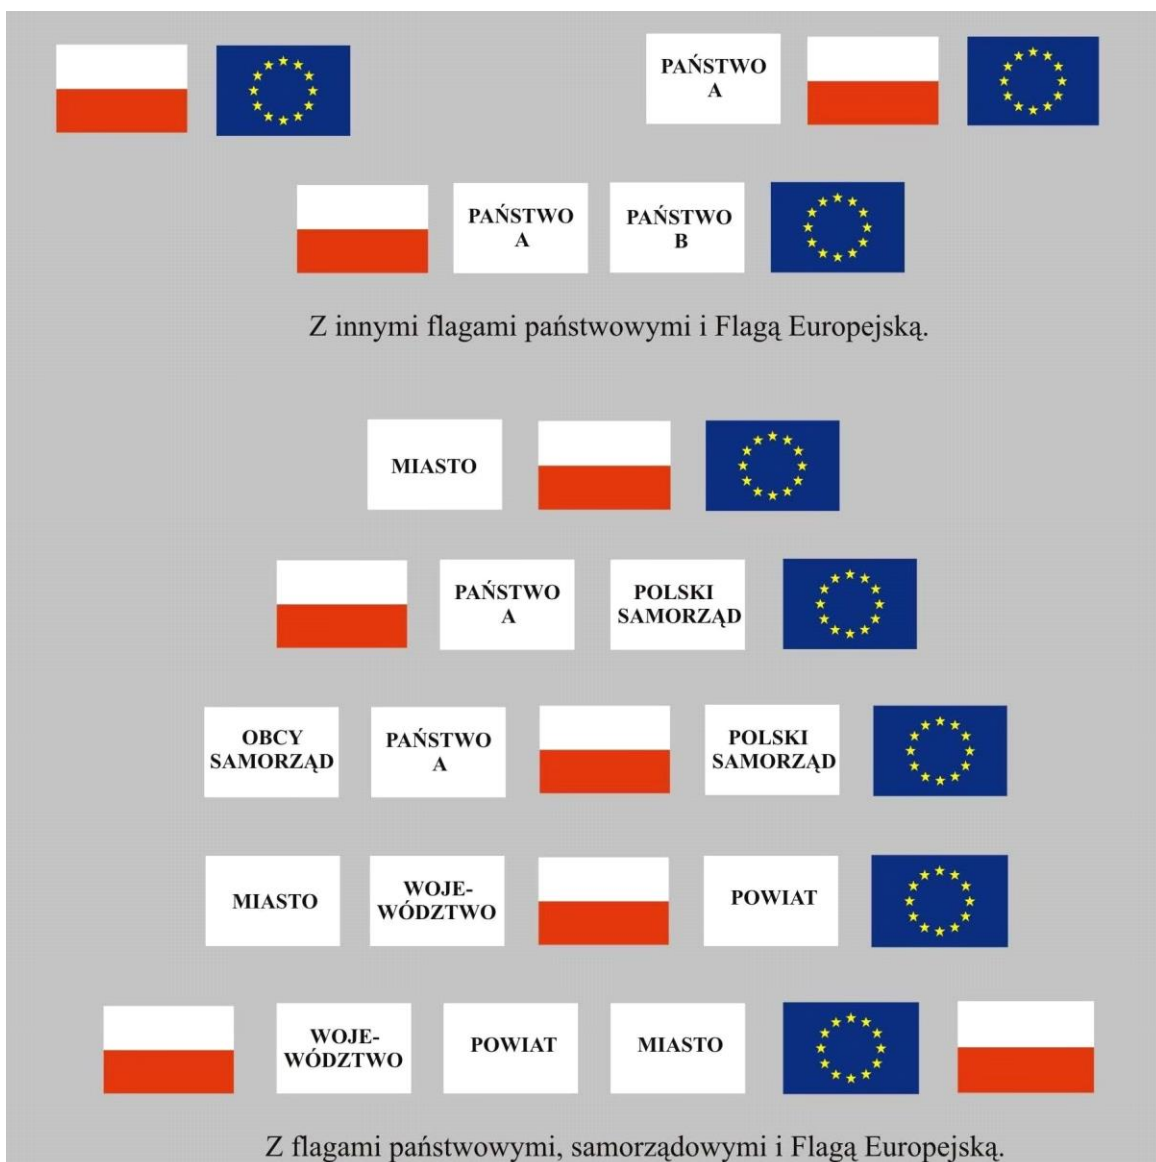 PAŃSTWO
A
PAŃSTWO
A
PAŃSTWO
B
Z innymi flagami państwowymi i Flagą Europejską.
MIASTO
PAŃSTWO
A
POLSKI
SAMORZĄD
OBCY
SAMORZĄD
PAŃSTWO
A
POLSKI
SAMORZĄD
MIASTO
WOJE-
WÓDZTWO
POWIAT
WOJE-
WÓDZTWO
POWIAT
MIASTO
Z flagami państwowymi, samorządowymi i Flagą Europejską.